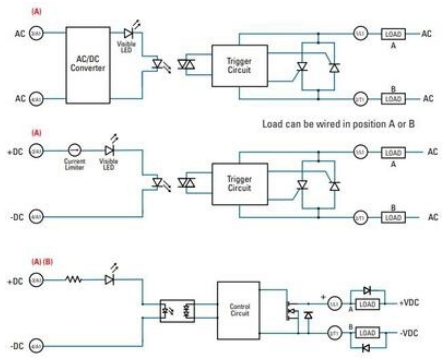 (A)
AC
AC/DC
Converter
Visible
LED
Trigger
Circuit
LOAD
A
AC
AC
B
LOAD
AC
Load can be wired in position A or B
(A)
+DC
Current
Limiter
Visible
LED
Trigger
Circuit
LOAD
A
AC
-DC
B
LOAD
AC
(A) (B)
+DC
Control
Circuit
+
A
LOAD
+VDC
-DC
B
LOAD
-VDC